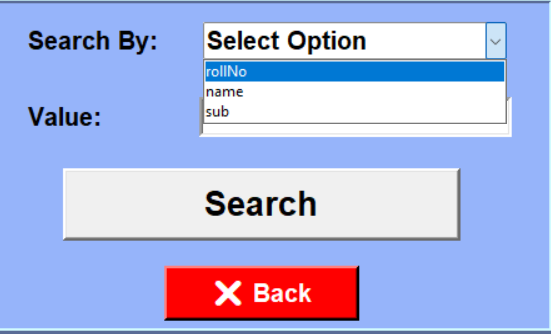 Search By:
Select Option
rollNo
name
sub
Value:
Search
Back